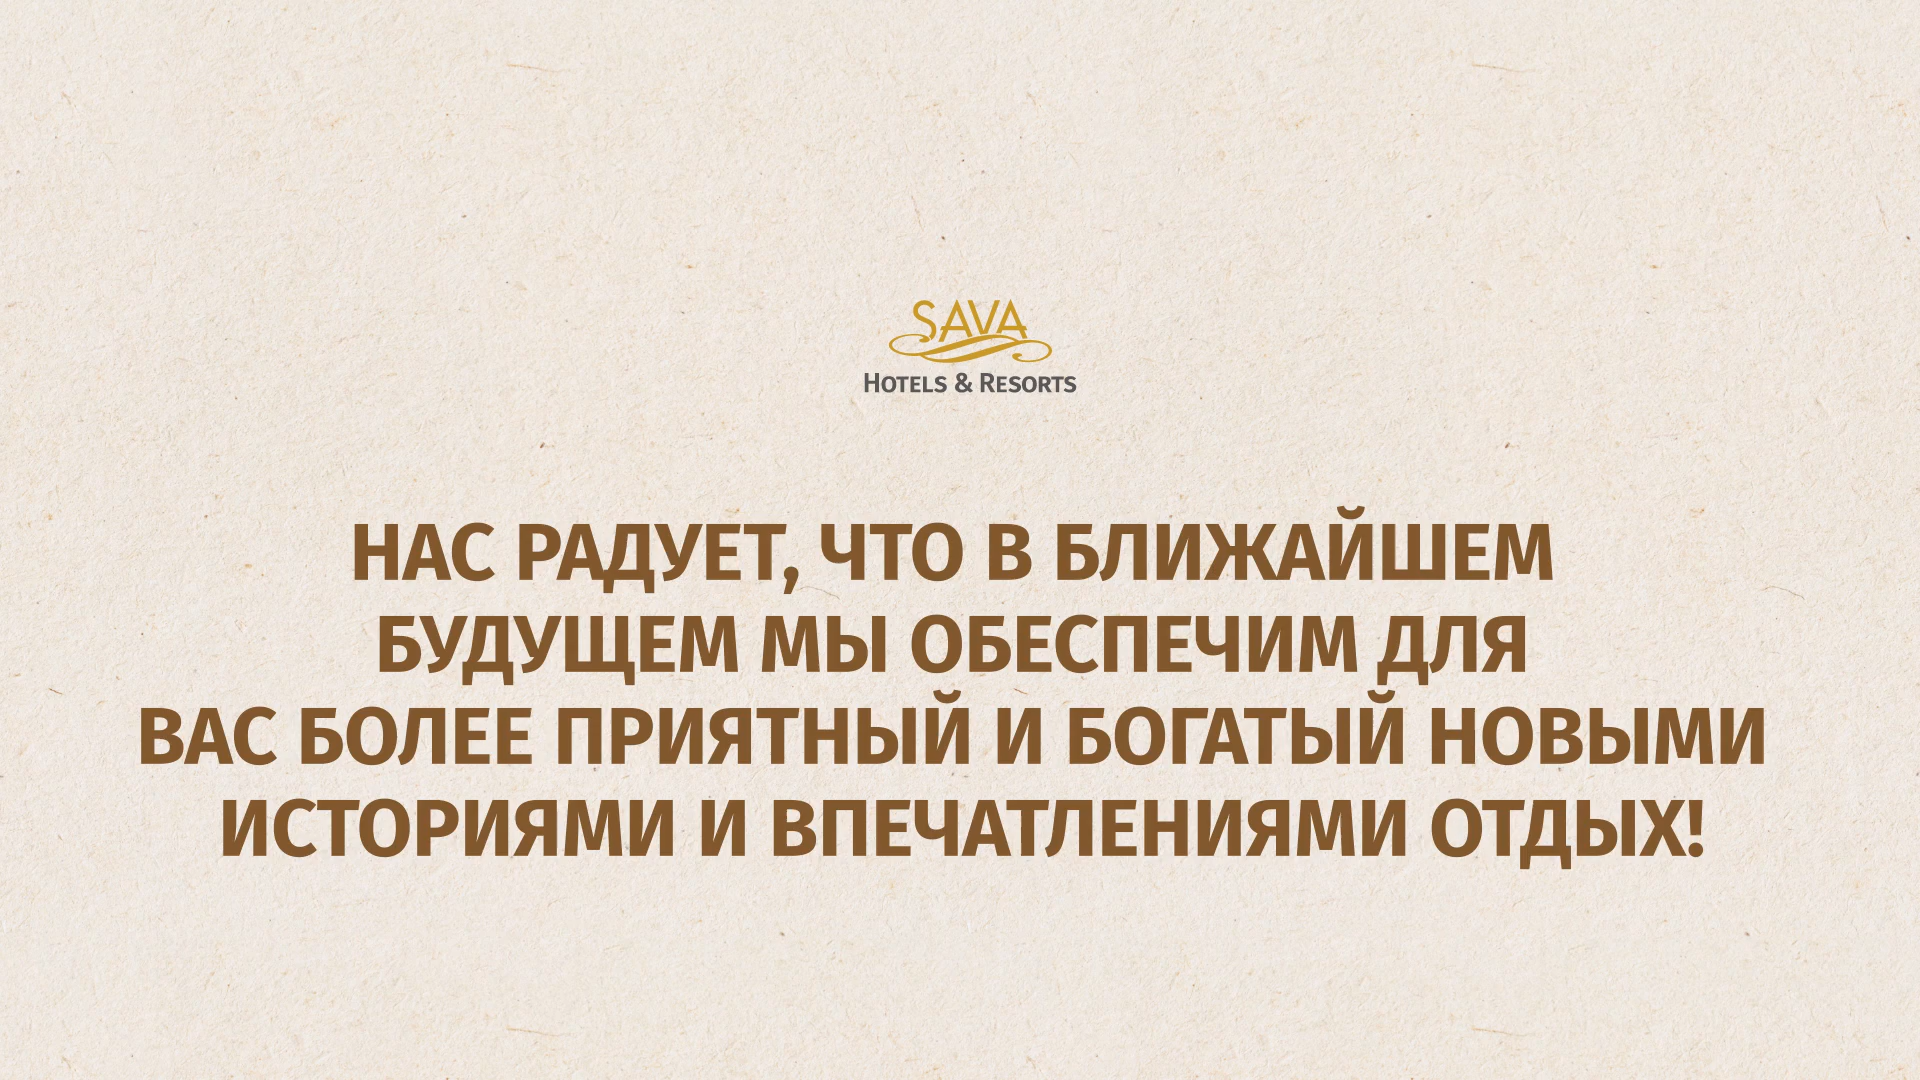 SAVA
HOTELS & RESORTS
НАС РАДУЕТ, ЧТО В БЛИЖАЙШЕМ
БУДУЩЕМ МЫ ОБЕСПЕЧИМ ДЛЯ
ВАС БОЛЕЕ ПРИЯТНЫЙ И БОГАТЫЙ НОВЫМИ
ИСТОРИЯМИ И ВПЕЧАТЛЕНИЯМИ ОТДЫХ!